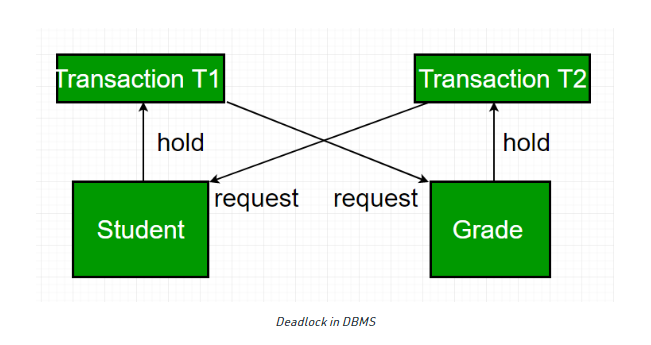 Transaction T1
Transaction T2
hold
hold
request
request
Student
Grade
Deadlock in DBMS